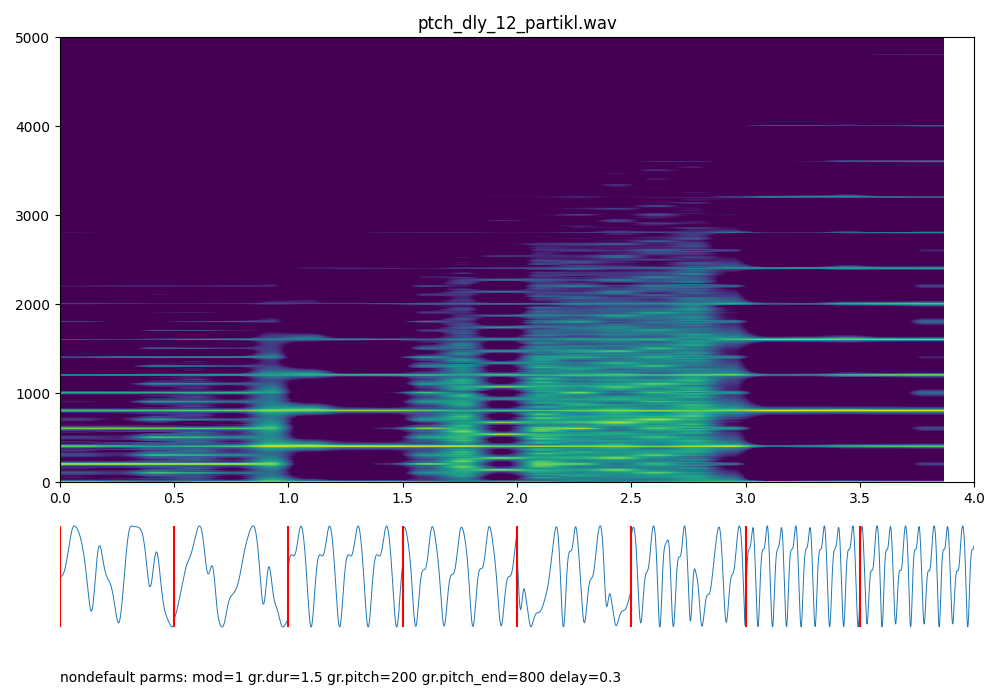 ptch_dly_12_partikl.wav
5000
4000
3000
2000
1000
0
0.0 0.5 1.0 1.5 2.0 2.5 3.0 3.5 4.0
nondefault parms: mod=1 gr.dur=1.5 gr.pitch=200 gr.pitch_end=800 delay=0.3